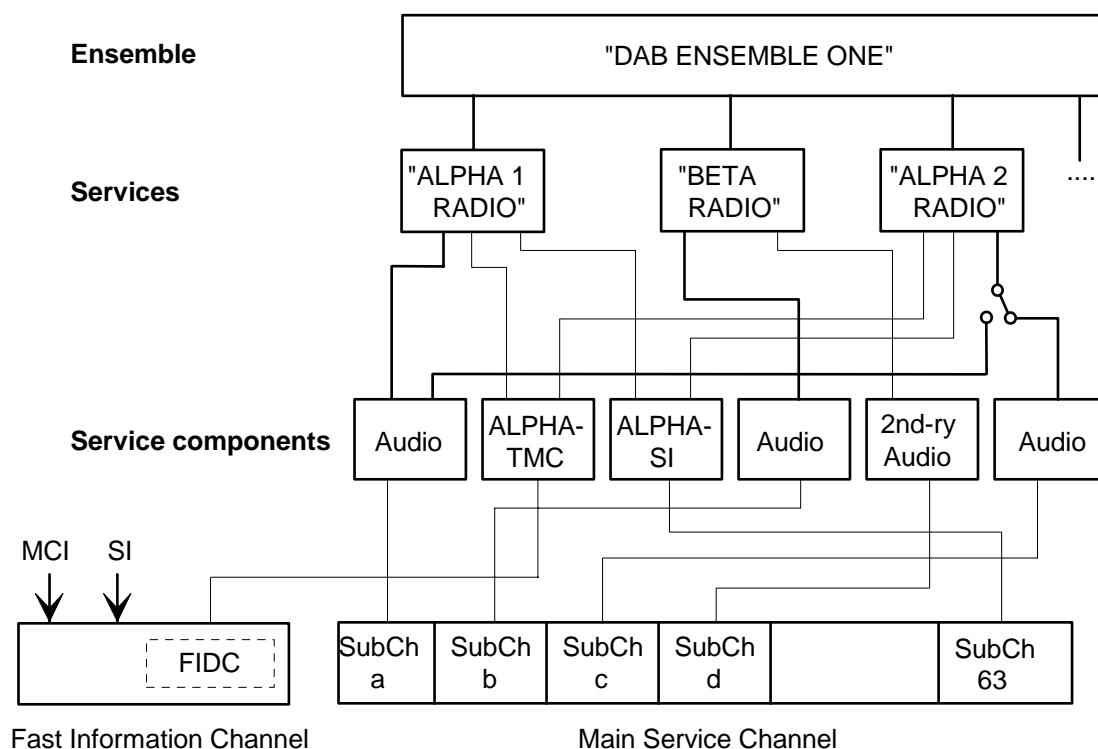 Ensemble
"DAB ENSEMBLE ONE"
Services
"ALPHA 1
RADIO"
"BETA
RADIO"
"ALPHA 2
RADIO"
....
Service components
Audio
ALPHA-
TMC
ALPHA-
SI
Audio
2nd-ry
Audio
Audio
MCI
SI
FIDC
SubCh
a
SubCh
b
SubCh
c
SubCh
d
SubCh
63
Fast Information Channel
Main Service Channel